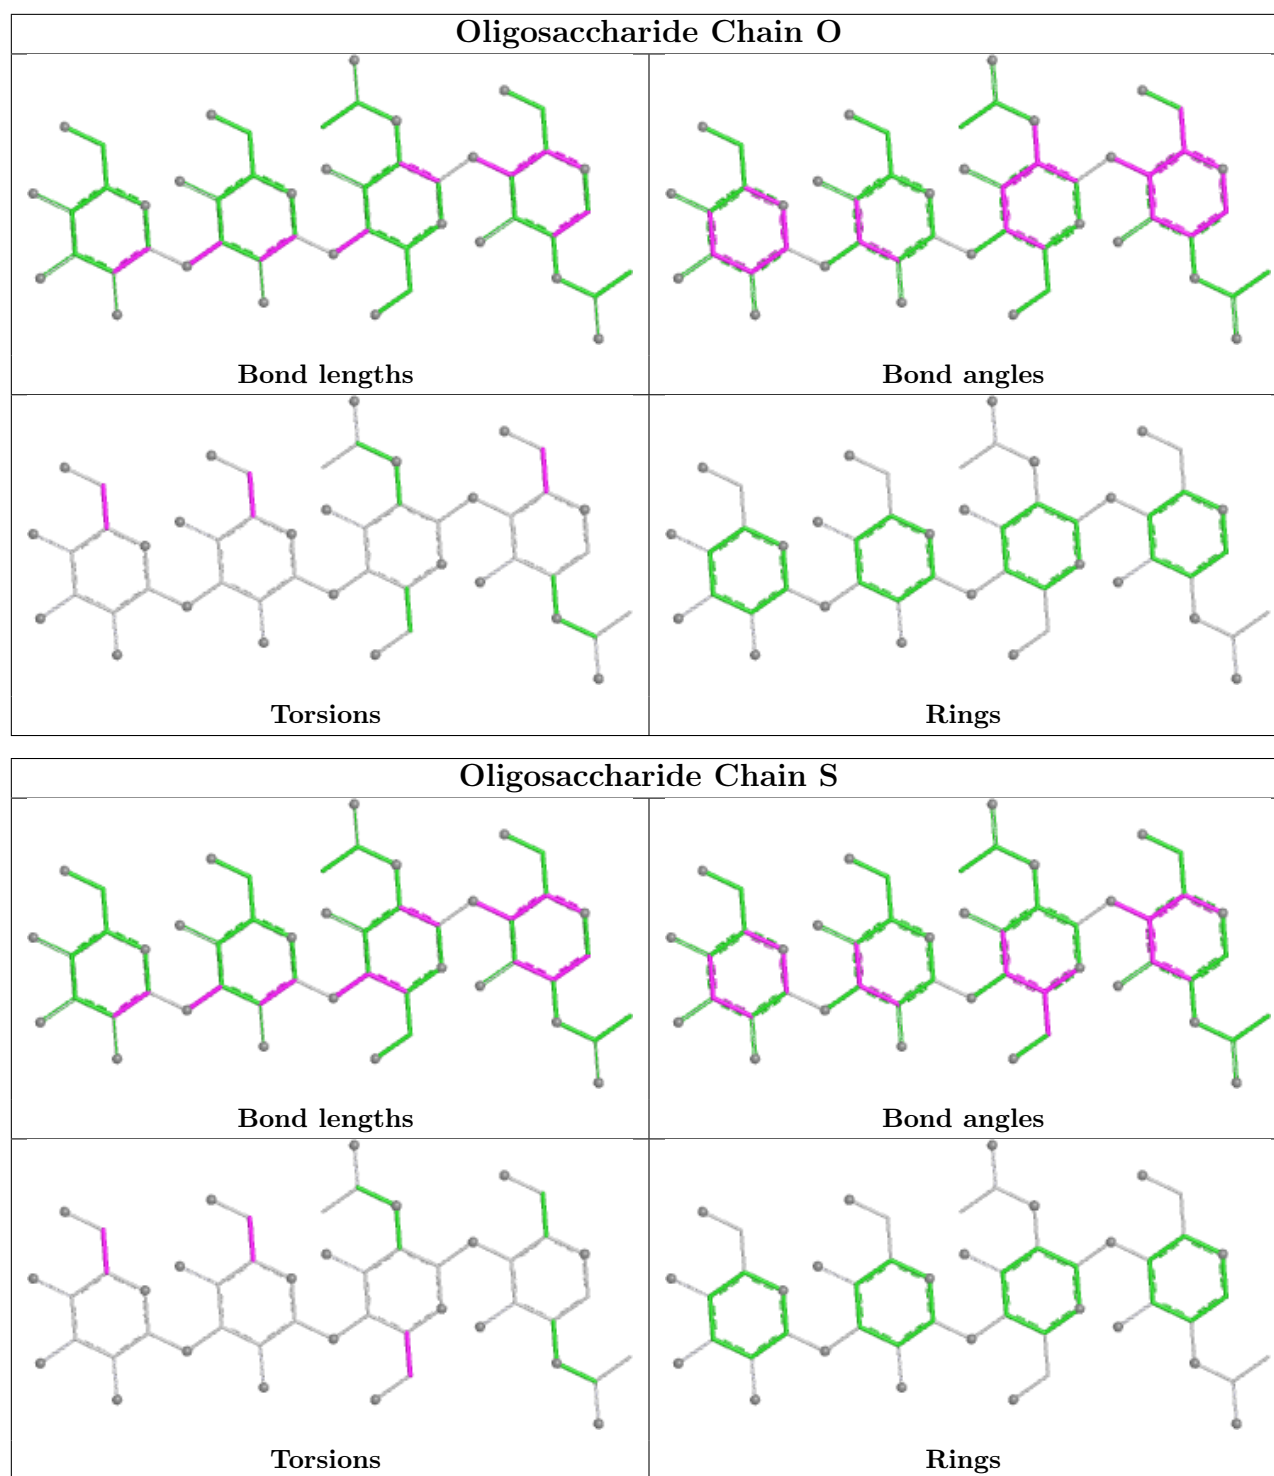 Oligosaccharide Chain O
Bond lengths
Bond angles
Torsions
Rings
Oligosaccharide Chain S
Bond lengths
Bond angles
Torsions
Rings